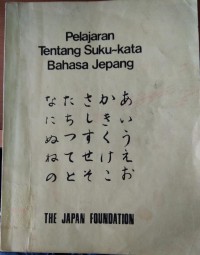 Pelajaran
Tentang Suku-kata
Bahasa Jepang
あいうえお
かきくけこ
さしすせそ
たちつてと
なにぬねの
THE JAPAN FOUNDATION